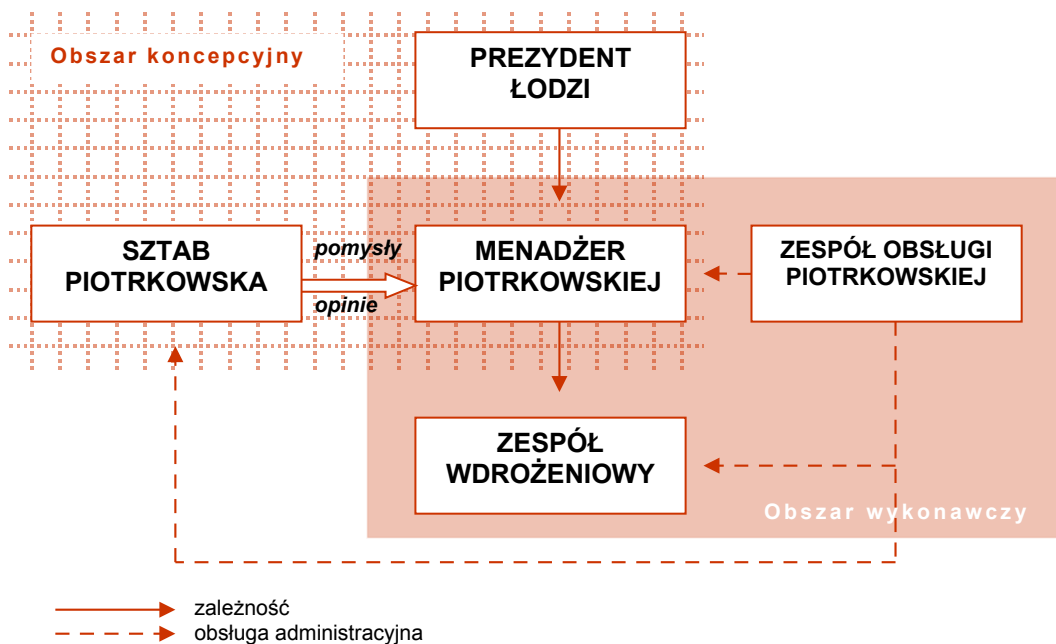 Obszar koncepcyjny
PREZYDENT
ŁODZI
SZTAB
PIOTRKOWSKA
pomysły
opinie
MENADŻER
PIOTRKOWSKIEJ
ZESPÓŁ OBSŁUGI
PIOTRKOWSKIEJ
ZESPÓŁ
WDROŻENIOWY
Obszar wykonawczy
zależność
obsługa administracyjna